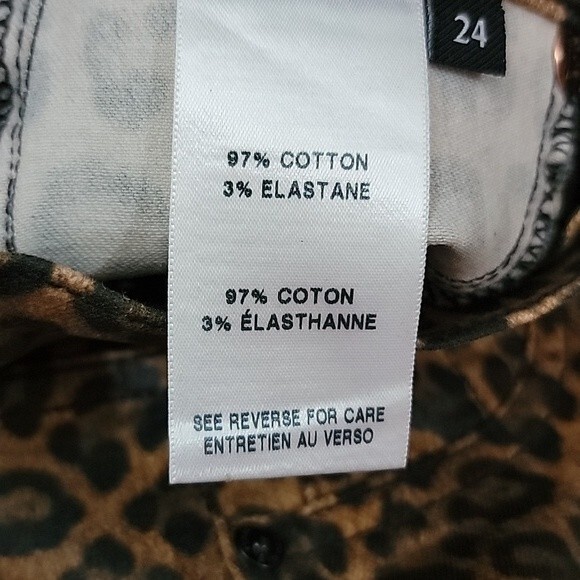 24
97% COTTON
3% ELASTANE
97% COTON
3% ÉLASTHANNE
SEE REVERSE FOR CARE
ENTRETIEN AU VERSO